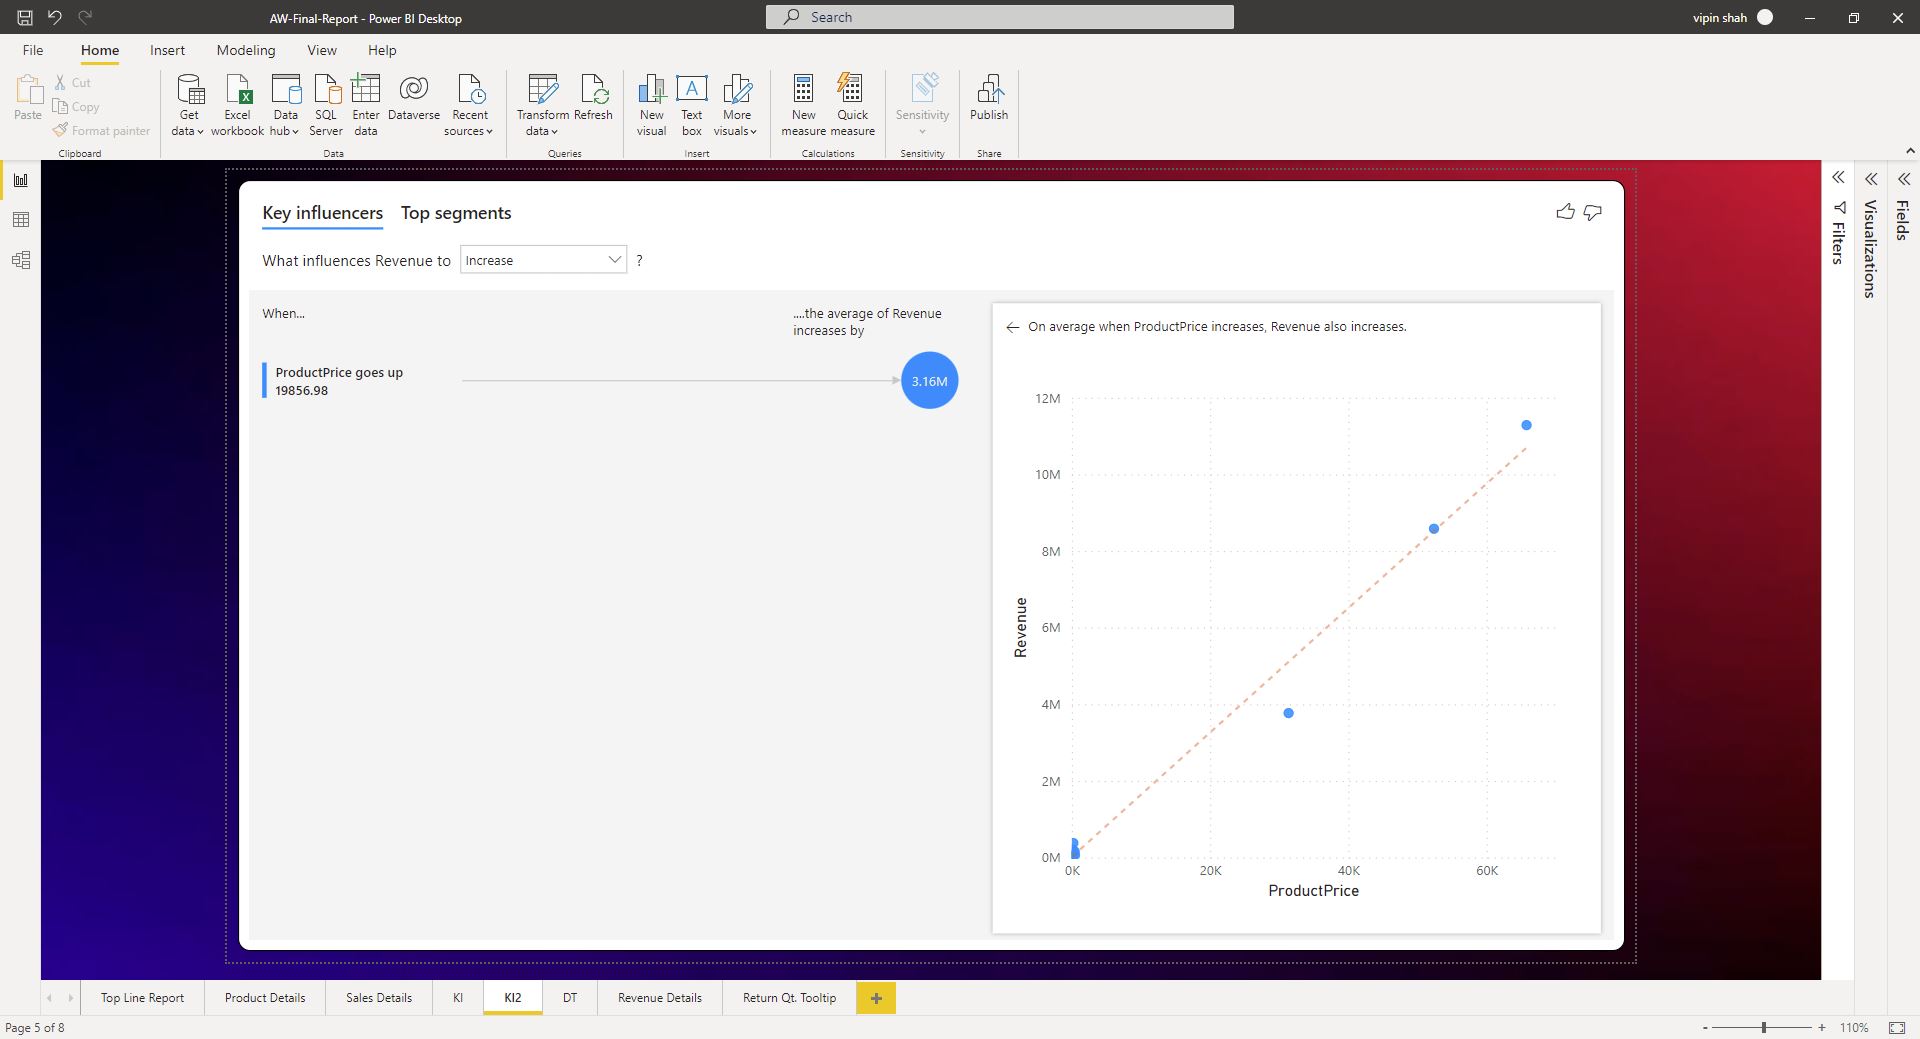 AW-Final-Report - Power BI Desktop
Search
vipin shah
File Home Insert Modeling View Help
Paste
Cut
Copy
Format painter
Clipboard
Get data
Excel workbook
Data hub
SQL Server
Enter data
Dataverse
Recent sources
Data
Transform data
Refresh
Queries
New visual
Text box
More visuals
Insert
New measure
Quick measure
Calculations
Sensitivity
Sensitivity
Publish
Share
Key influencers Top segments
What influences Revenue to Increase ?
When...
....the average of Revenue
increases by
ProductPrice goes up
19856.98
3.16M
On average when ProductPrice increases, Revenue also increases.
12M
10M
8M
6M
4M
2M
0M
Revenue
0K 20K 40K 60K
ProductPrice
Filters
Visualizations
Fields
Top Line Report Product Details Sales Details KI KI2 DT Revenue Details Return Qt. Tooltip +
Page 5 of 8
- + 110%